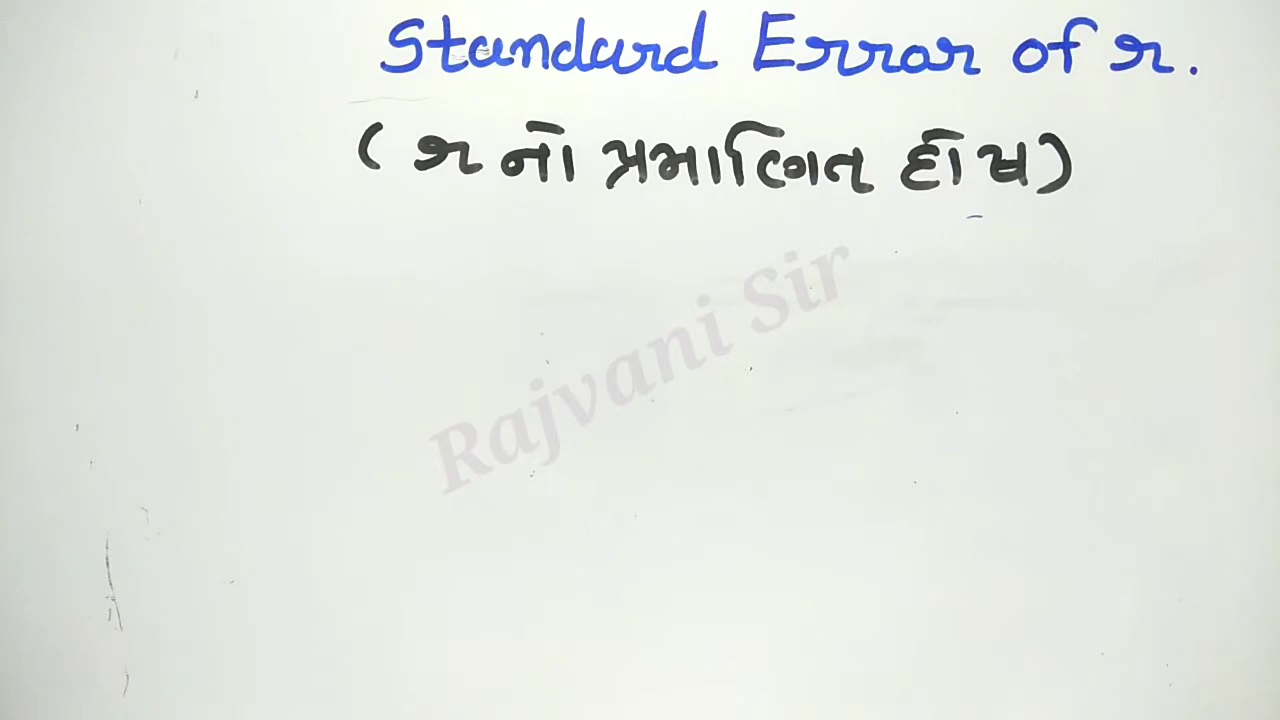 Standard Error of r.
(r નો પ્રમાણિત દોષ)
Rajvani Sir